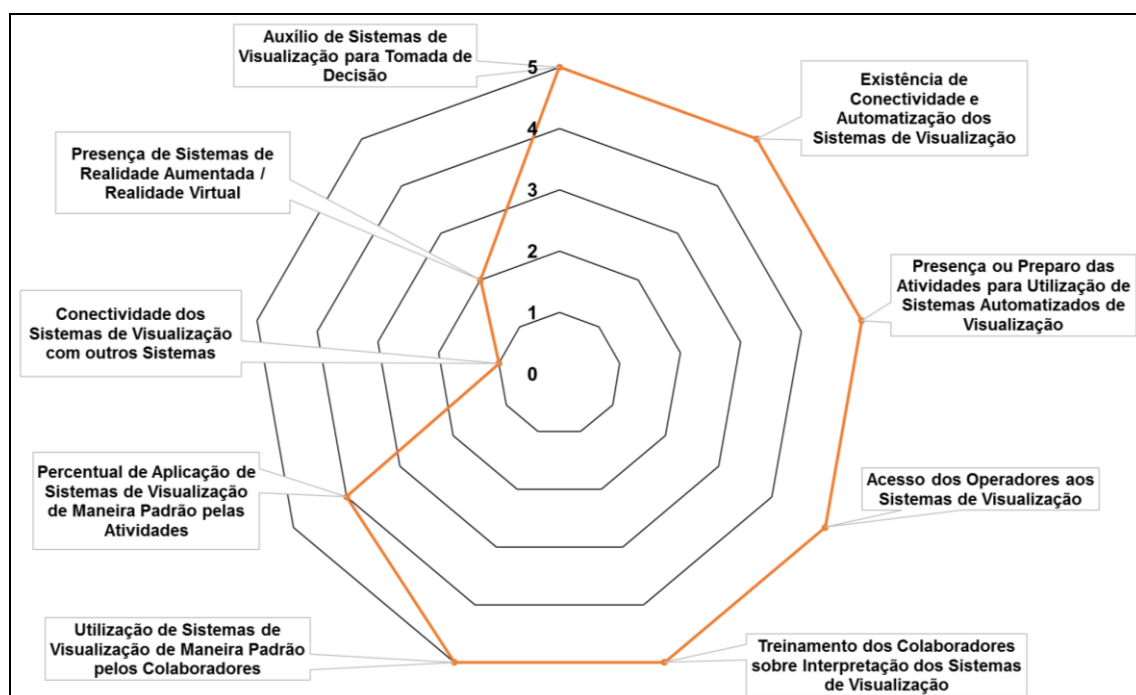 Auxílio de Sistemas de
Visualização para Tomada de
Decisão
Existência de
Conectividade e
Automatização dos
Sistemas de Visualização
Presença ou Preparo das
Atividades para Utilização de
Sistemas Automatizados de
Visualização
Acesso dos Operadores aos
Sistemas de Visualização
Treinamento dos Colaboradores
sobre Interpretação dos Sistemas
de Visualização
Utilização de Sistemas de
Visualização de Maneira Padrão
pelos Colaboradores
Percentual de Aplicação de
Sistemas de Visualização
de Maneira Padrão pelas
Atividades
Conectividade dos
Sistemas de Visualização
com outros Sistemas
Presença de Sistemas de
Realidade Aumentada /
Realidade Virtual
5
4
3
2
1
0